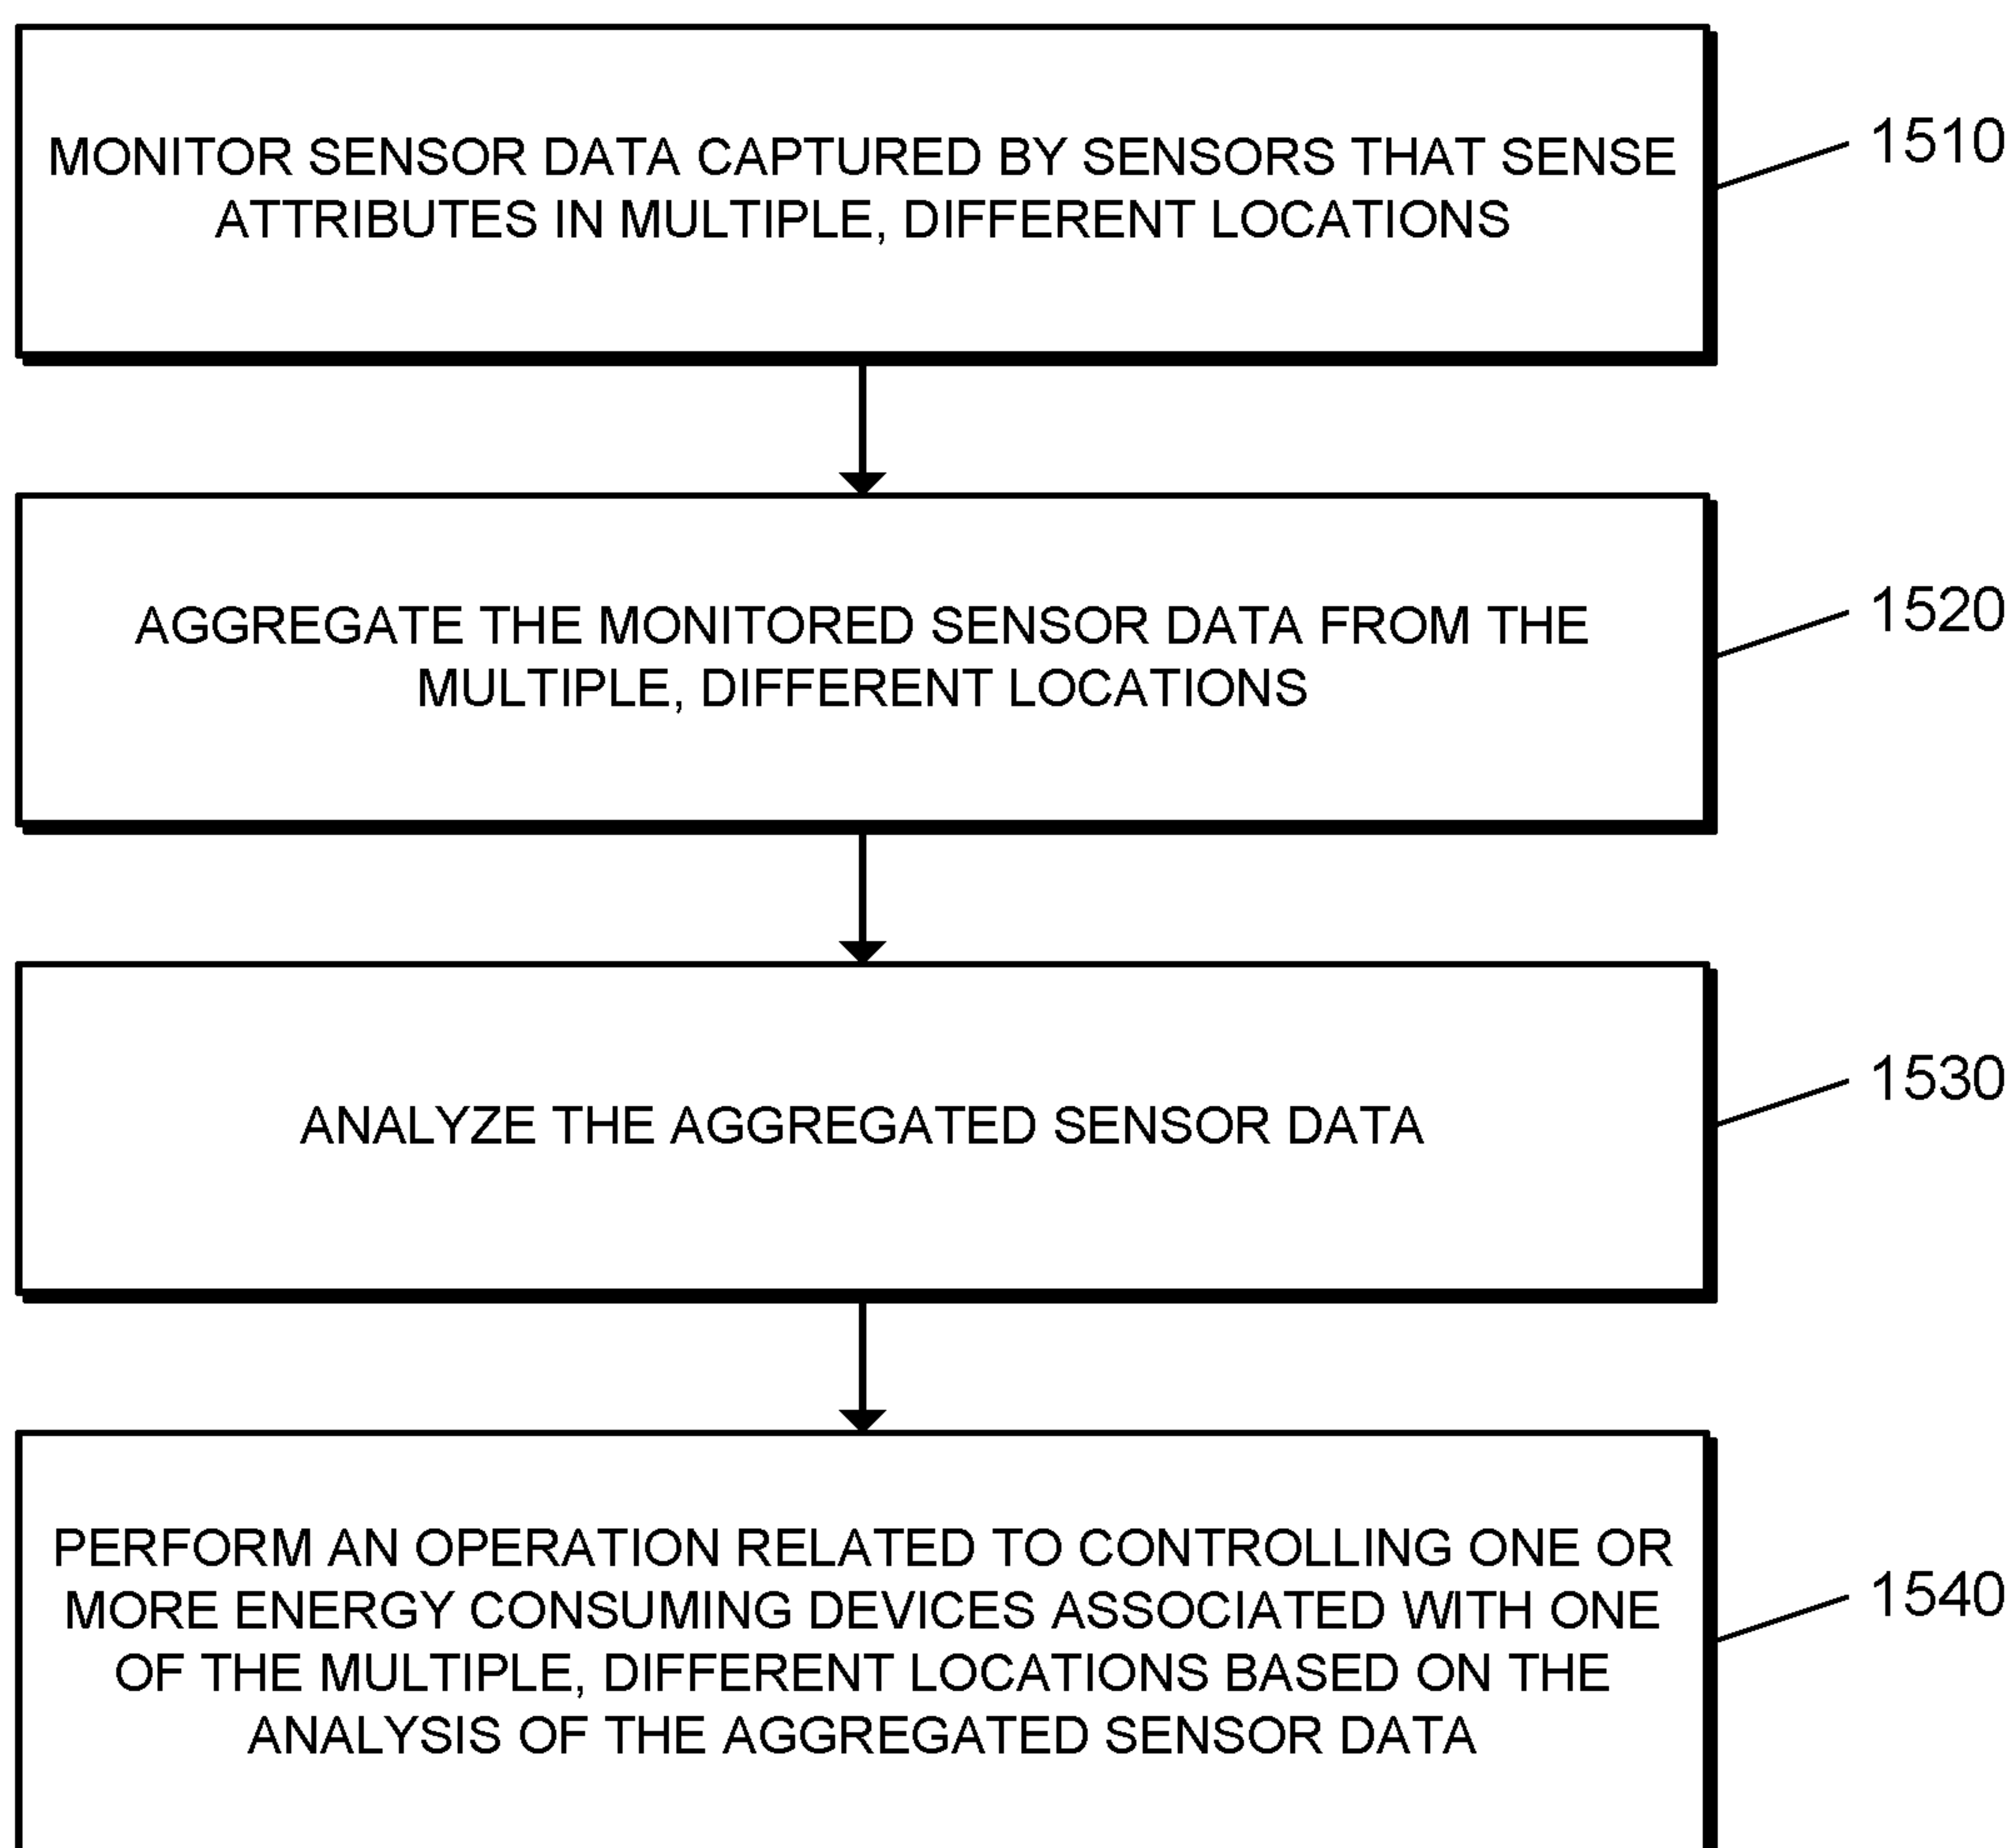 MONITOR SENSOR DATA CAPTURED BY SENSORS THAT SENSE
ATTRIBUTES IN MULTIPLE, DIFFERENT LOCATIONS
1510
AGGREGATE THE MONITORED SENSOR DATA FROM THE
MULTIPLE, DIFFERENT LOCATIONS
1520
ANALYZE THE AGGREGATED SENSOR DATA
1530
PERFORM AN OPERATION RELATED TO CONTROLLING ONE OR
MORE ENERGY CONSUMING DEVICES ASSOCIATED WITH ONE
OF THE MULTIPLE, DIFFERENT LOCATIONS BASED ON THE
ANALYSIS OF THE AGGREGATED SENSOR DATA
1540